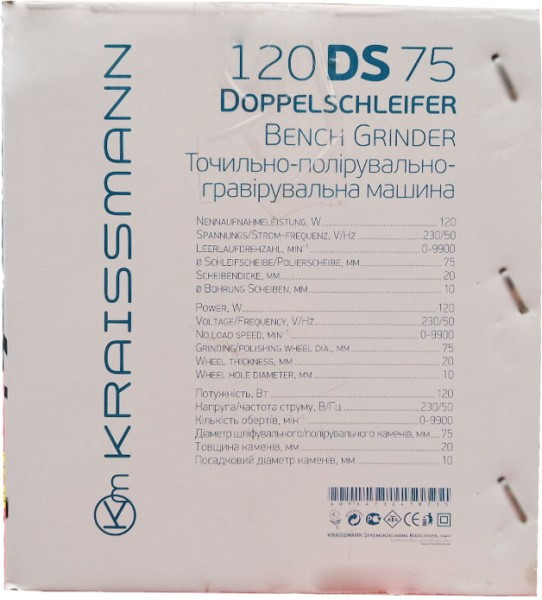 KRAISSMANN
Km
120 DS 75
DOPPELSCHLEIFER
BENCH GRINDER
Точильно-полірувально-
гравірувальна машина
NENNAUFNAHMELEISTUNG, W 120
SPANNUNGS/STROM-FREQUENZ, V/Hz 230/50
LEERLAUFDREHZAHL, MIN⁻¹ 0-9900
Ø SCHLEIFSCHEIBE/POLIERSCHEIBE, MM 75
SCHEIBENDICKE, MM 20
Ø BOHRUNG SCHEIBEN, MM 10
POWER, W 120
VOLTAGE/FREQUENCY, V/Hz 230/50
NO LOAD SPEED, MIN⁻¹ 0-9900
GRINDING/POLISHING WHEEL DIA., MM 75
WHEEL THICKNESS, MM 20
WHEEL HOLE DIAMETER, MM 10
Потужність, Вт 120
Напруга/частота струму, В/Гц 230/50
Кількість обертів, мін⁻¹ 0-9900
Діаметр шліфувального/полірувального каменів, мм 75
Товщина каменів, мм 20
Посадковий діаметр каменів, мм 10